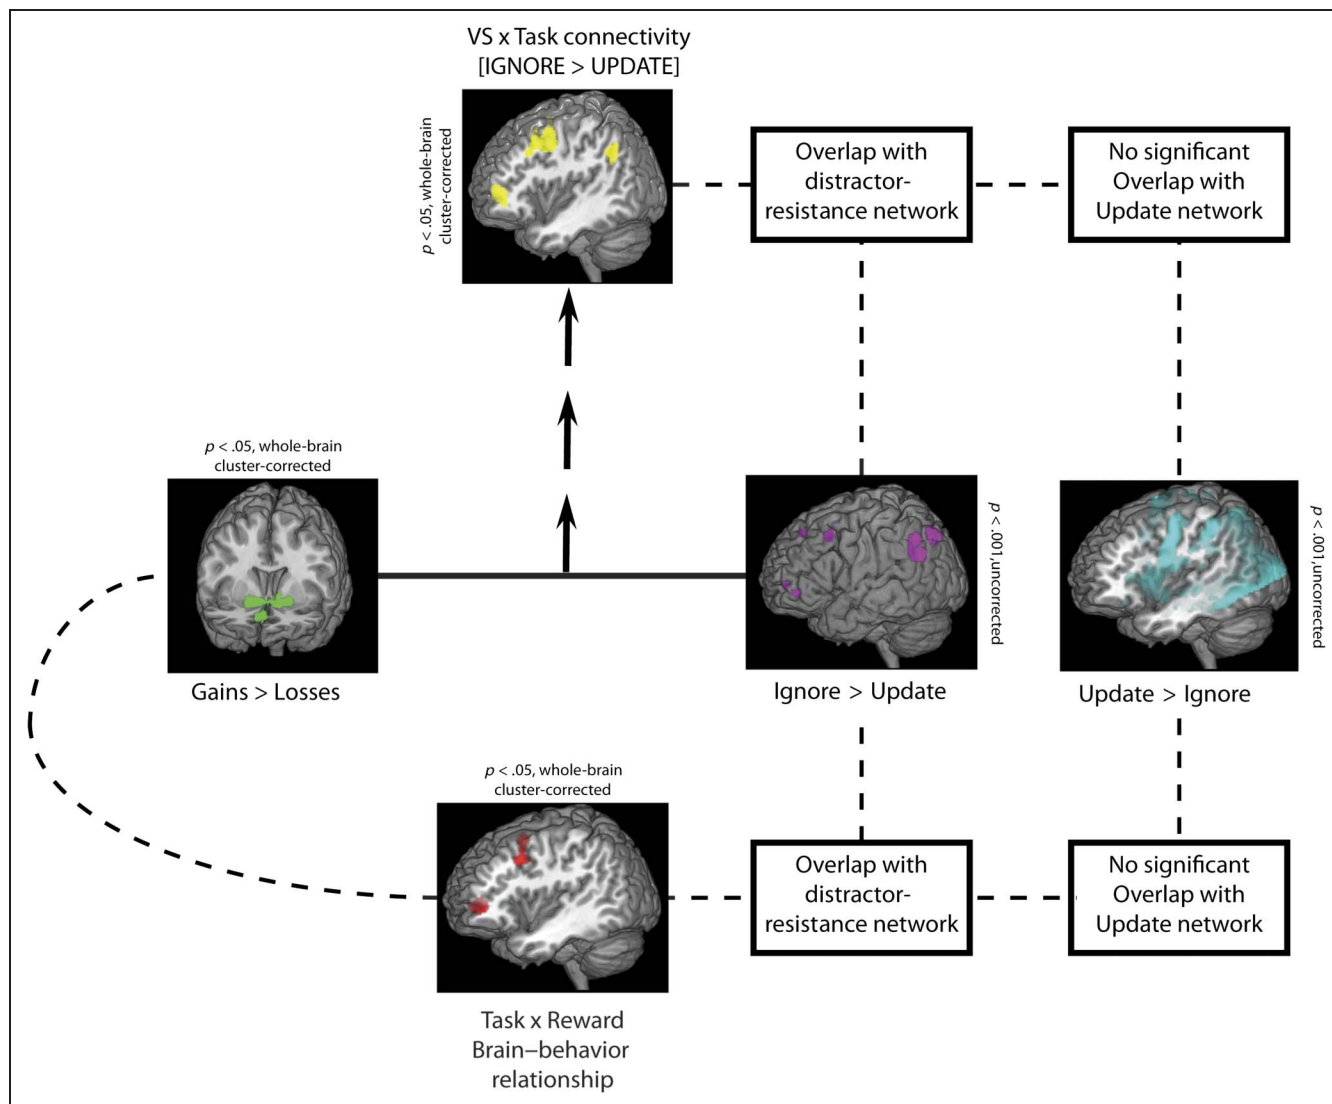 VS x Task connectivity
[IGNORE > UPDATE]
p < .05, whole-brain
cluster-corrected
Overlap with
distractor-
resistance network
No significant
Overlap with
Update network
p < .05, whole-brain
cluster-corrected
Gains > Losses
p < .001,uncorrected
Ignore > Update
p < .001,uncorrected
Update > Ignore
p < .05, whole-brain
cluster-corrected
Task x Reward
Brain–behavior
relationship
Overlap with
distractor-
resistance network
No significant
Overlap with
Update network